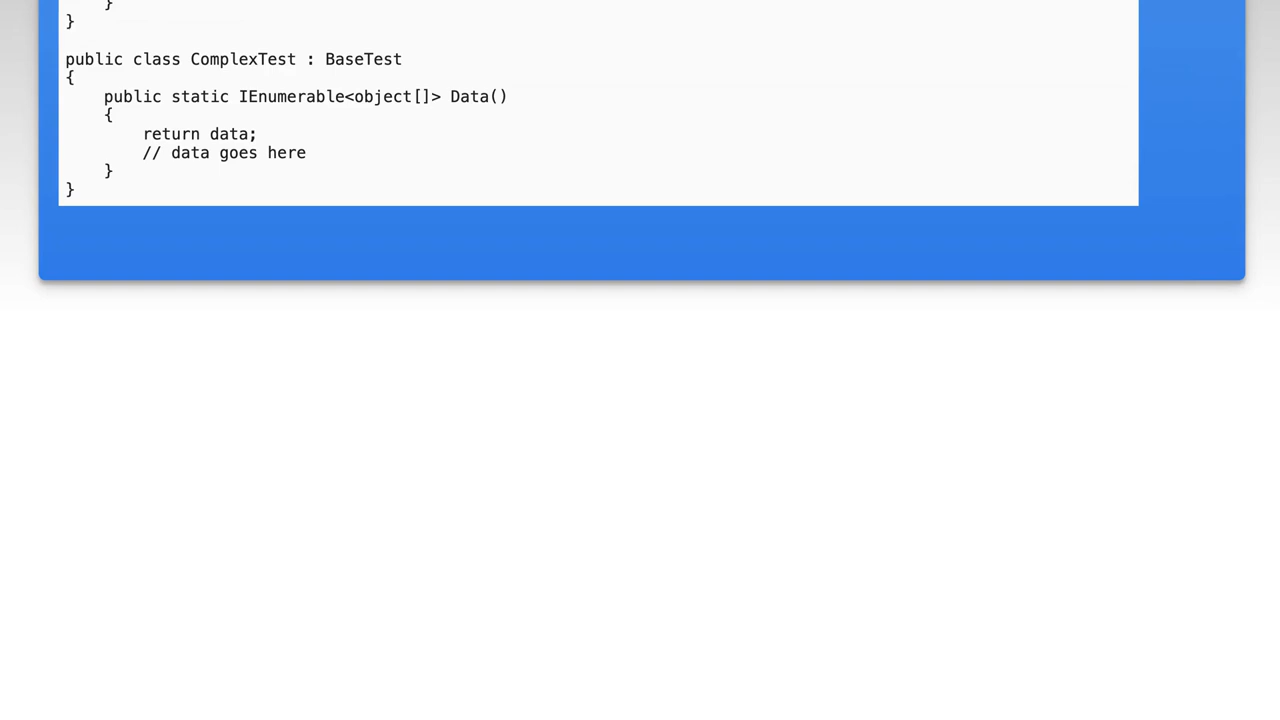 }
}

public class ComplexTest : BaseTest
{
    public static IEnumerable<object[]> Data()
    {
        return data;
        // data goes here
    }
}